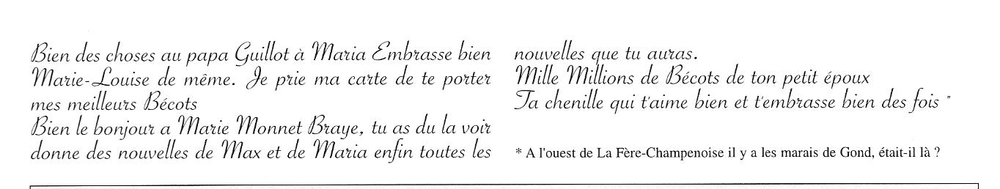 Bien des choses au papa Guillot à Maria Embrasse bien
Marie-Louise de même. Je prie ma carte de te porter
mes meilleurs Bécots
Bien le bonjour a Marie Monnet Braye, tu as du la voir
donne des nouvelles de Max et de Maria enfin toutes les
nouvelles que tu auras.
Mille Millions de Bécots de ton petit époux
Ta chenille qui t'aime bien et t'embrasse bien des fois "
* A l'ouest de La Fère-Champenoise il y a les marais de Gond, était-il là ?